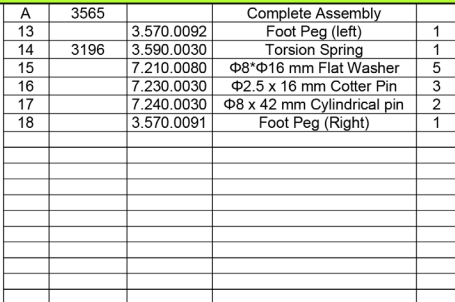 A 3565 Complete Assembly
13 3.570.0092 Foot Peg (left) 1
14 3196 3.590.0030 Torsion Spring 1
15 7.210.0080 Φ8*Φ16 mm Flat Washer 5
16 7.230.0030 Φ2.5 x 16 mm Cotter Pin 3
17 7.240.0030 Φ8 x 42 mm Cylindrical pin 2
18 3.570.0091 Foot Peg (Right) 1